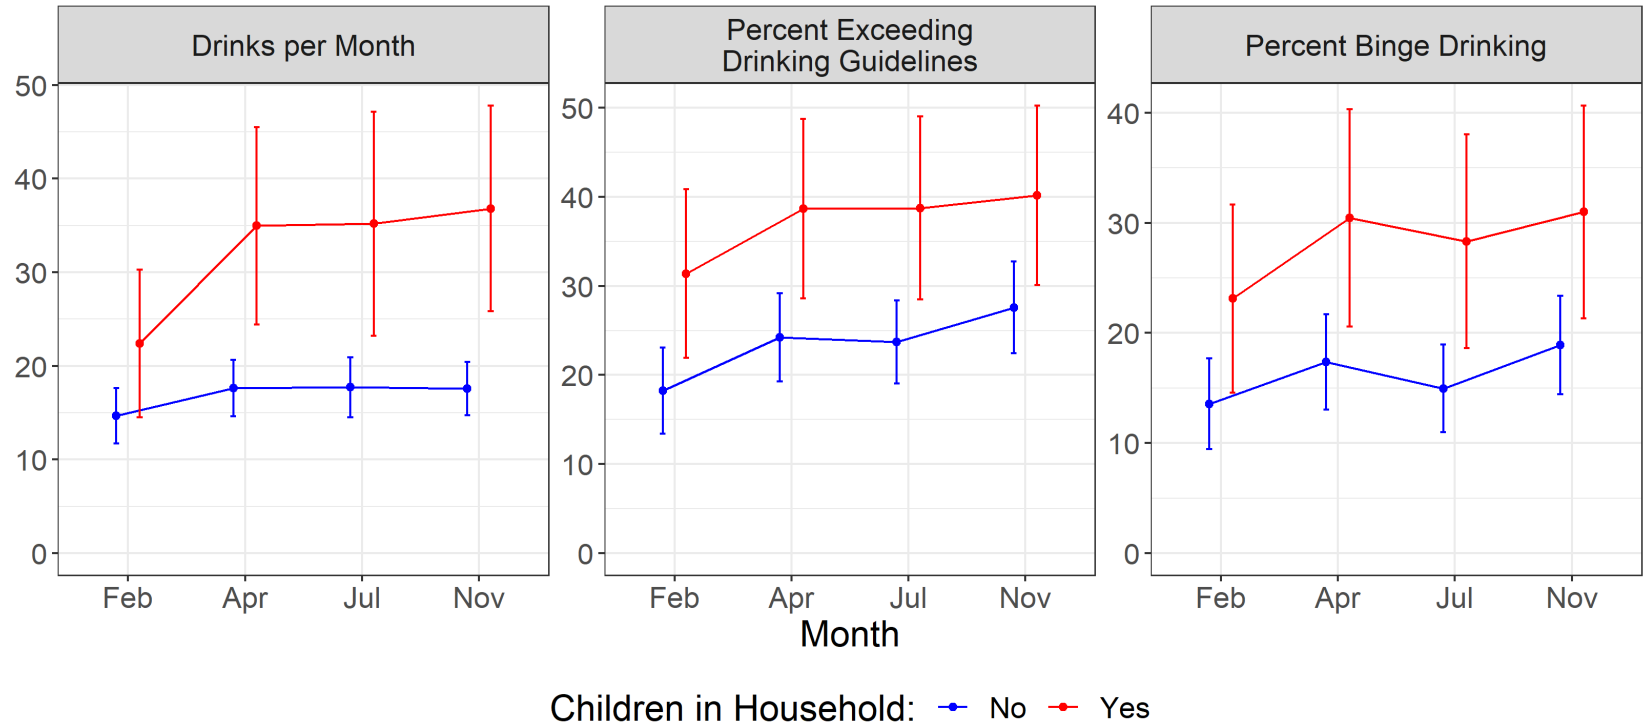 Drinks per Month
Percent Exceeding
Drinking Guidelines
Percent Binge Drinking
50
40
30
20
10
0
50
40
30
20
10
0
40
30
20
10
0
Feb Apr Jul Nov
Feb Apr Jul Nov
Feb Apr Jul Nov
Month
Children in Household: No Yes